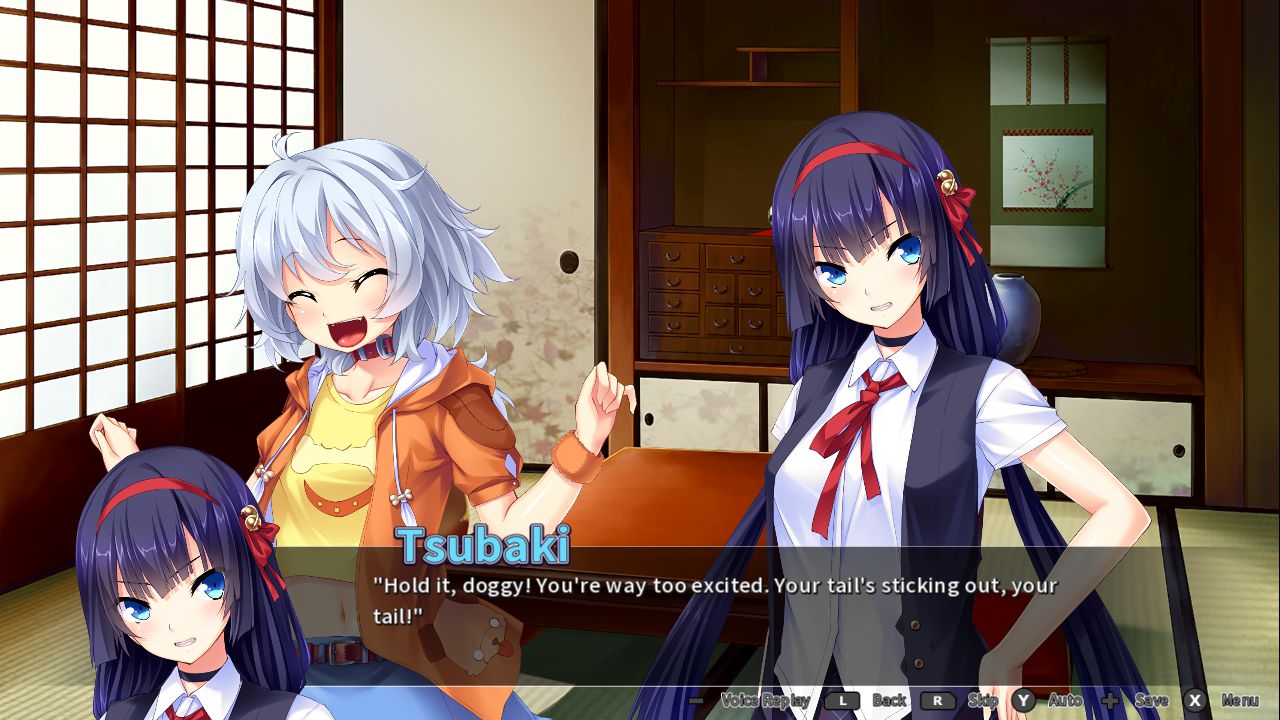 Tsubaki
"Hold it, doggy! You're way too excited. Your tail's sticking out, your
tail!"
Voice Replay L Back R Skip Y Auto Save X Menu